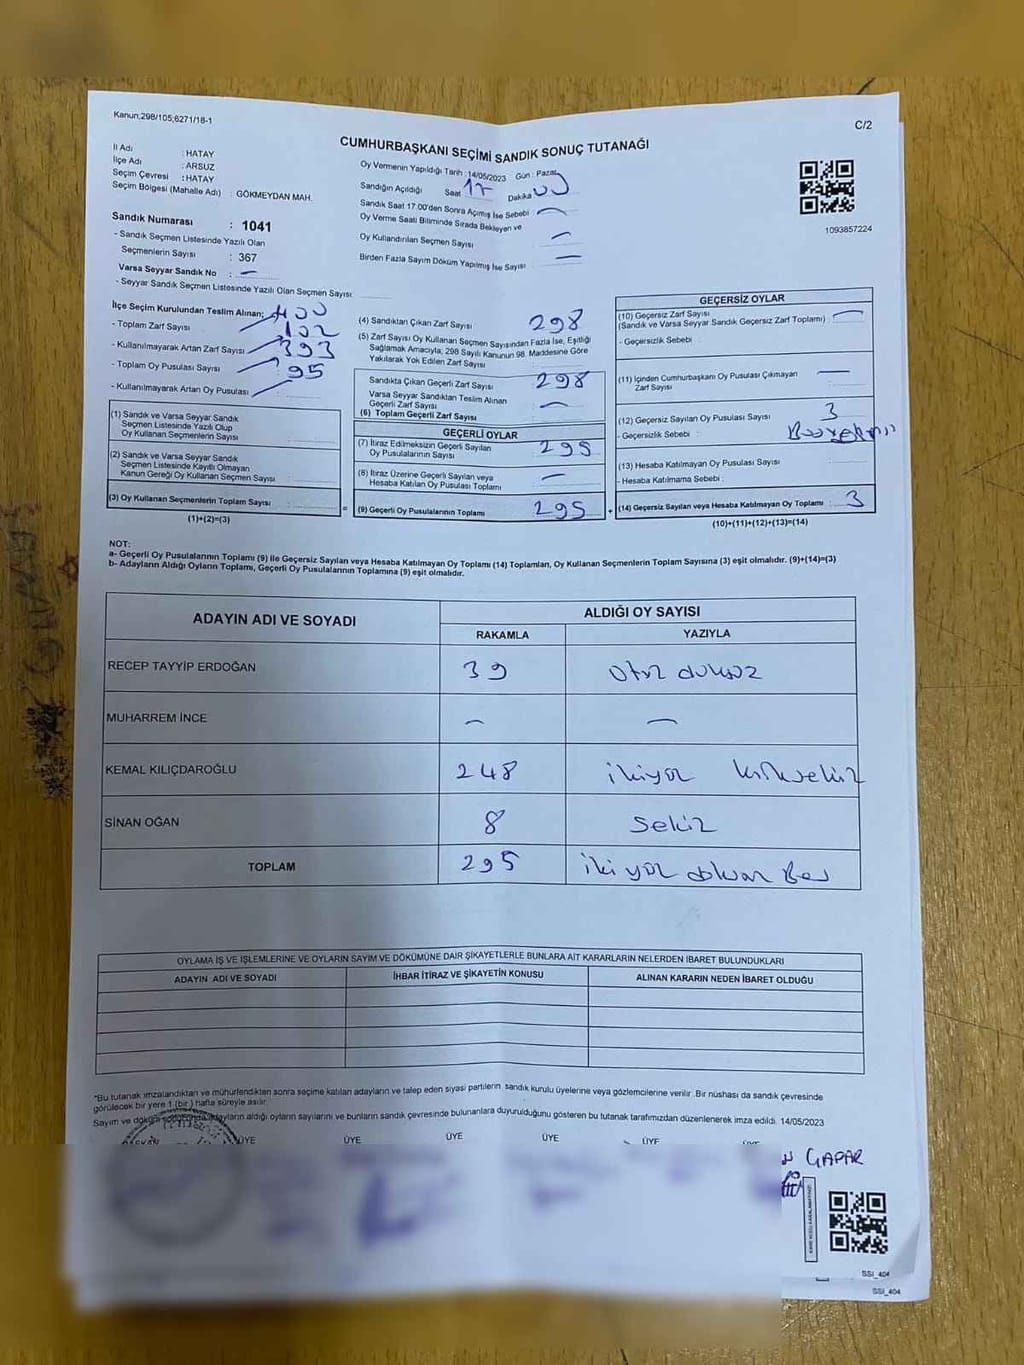 Kanun;298/105;6271/18-1
C/2
CUMHURBAŞKANI SEÇİMİ SANDIK SONUÇ TUTANAĞI
İl Adı : HATAY
İlçe Adı : ARSUZ
Seçim Çevresi : HATAY
Seçim Bölgesi (Mahalle Adı) : GÖKMEYDAN MAH.
Sandık Numarası : 1041
- Sandık Seçmen Listesinde Yazılı Olan
Seçmenlerin Sayısı : 367
Varsa Seyyar Sandık No : —
- Seyyar Sandık Seçmen Listesinde Yazılı Olan Seçmen Sayısı:
Oy Vermenin Yapıldığı Tarih : 14/05/2023 Gün : Pazar
Sandığın Açıldığı Saat 17 Dakika 00
Sandık Saat 17:00'den Sonra Açılmış İse Sebebi : —
Oy Verme Saati Bitiminde Sırada Bekleyen ve
Oy Kullandırılan Seçmen Sayısı —
Birden Fazla Sayım Döküm Yapılmış İse Sayısı —
1093857224
İlçe Seçim Kurulundan Teslim Alınan;
- Toplam Zarf Sayısı 400
- Kullanılmayarak Artan Zarf Sayısı 102
- Toplam Oy Pusulası Sayısı 393
- Kullanılmayarak Artan Oy Pusulası 95
(1) Sandık ve Varsa Seyyar Sandık
Seçmen Listesinde Yazılı Olup
Oy Kullanan Seçmenlerin Sayısı :
(2) Sandık ve Varsa Seyyar Sandık
Seçmen Listesinde Kayıtlı Olmayan
Kanun Gereği Oy Kullanan Seçmen Sayısı :
(3) Oy Kullanan Seçmenlerin Toplam Sayısı : =
(1)+(2)=(3)
(4) Sandıktan Çıkan Zarf Sayısı 298
(5) Zarf Sayısı Oy Kullanan Seçmen Sayısından Fazla İse, Eşitliği
Sağlamak Amacıyla; 298 Sayılı Kanunun 98. Maddesine Göre
Yakılarak Yok Edilen Zarf Sayısı
Sandıkta Çıkan Geçerli Zarf Sayısı 298
Varsa Seyyar Sandıktan Teslim Alınan
Geçerli Zarf Sayısı —
(6) Toplam Geçerli Zarf Sayısı
GEÇERLİ OYLAR
(7) İtiraz Edilmeksizin Geçerli Sayılan
Oy Pusulalarının Sayısı 295
(8) İtiraz Üzerine Geçerli Sayılan veya
Hesaba Katılan Oy Pusulası Toplamı —
(9) Geçerli Oy Pusulalarının Toplamı 295 +
GEÇERSİZ OYLAR
(10) Geçersiz Zarf Sayısı
(Sandık ve Varsa Seyyar Sandık Geçersiz Zarf Toplamı) : —
- Geçersizlik Sebebi :
(11) İçinden Cumhurbaşkanı Oy Pusulası Çıkmayan
Zarf Sayısı —
(12) Geçersiz Sayılan Oy Pusulası Sayısı 3
- Geçersizlik Sebebi :
(13) Hesaba Katılmayan Oy Pusulası Sayısı
- Hesaba Katılmama Sebebi :
(14) Geçersiz Sayılan veya Hesaba Katılmayan Oy Toplamı : 3
(10)+(11)+(12)+(13)=(14)
NOT:
a- Geçerli Oy Pusulalarının Toplamı (9) ile Geçersiz Sayılan veya Hesaba Katılmayan Oy Toplamı (14) Toplamları, Oy Kullanan Seçmenlerin Toplam Sayısına (3) eşit olmalıdır. (9)+(14)=(3)
b- Adayların Aldığı Oyların Toplamı, Geçerli Oy Pusulalarının Toplamına (9) eşit olmalıdır.
ADAYIN ADI VE SOYADI ALDIĞI OY SAYISI
RAKAMLA YAZIYLA
RECEP TAYYİP ERDOĞAN 39 otuz dokuz
MUHARREM İNCE — —
KEMAL KILIÇDAROĞLU 248 ikiyüz kırksekiz
SİNAN OĞAN 8 sekiz
TOPLAM 295 ikiyüz doksan beş
OYLAMA İŞ VE İŞLEMLERİNE VE OYLARIN SAYIM VE DÖKÜMÜNE DAİR ŞİKAYETLERLE BUNLARA AİT KARARLARIN NELERDEN İBARET BULUNDUKLARI
ADAYIN ADI VE SOYADI İHBAR İTİRAZ VE ŞİKAYETİN KONUSU ALINAN KARARIN NEDEN İBARET OLDUĞU
"Bu tutanak imzalandıktan ve mühürlendikten sonra seçime katılan adayların ve talep eden siyasi partilerin sandık kurulu üyelerine veya gözlemcilerine verilir. Bir nüshası da sandık çevresinde
görülecek bir yere 1 (bir) hafta süreyle asılır.
Sayım ve döküm sonucunda adayların aldığı oyların sayılarını ve bunların sandık çevresinde bulunanlara duyurulduğunu gösteren bu tutanak tarafımızdan düzenlenerek imza edildi. 14/05/2023
BAŞKAN ÜYE ÜYE ÜYE ÜYE ÜYE ÜYE
GAPAR
SSİ_404
SSİ_404